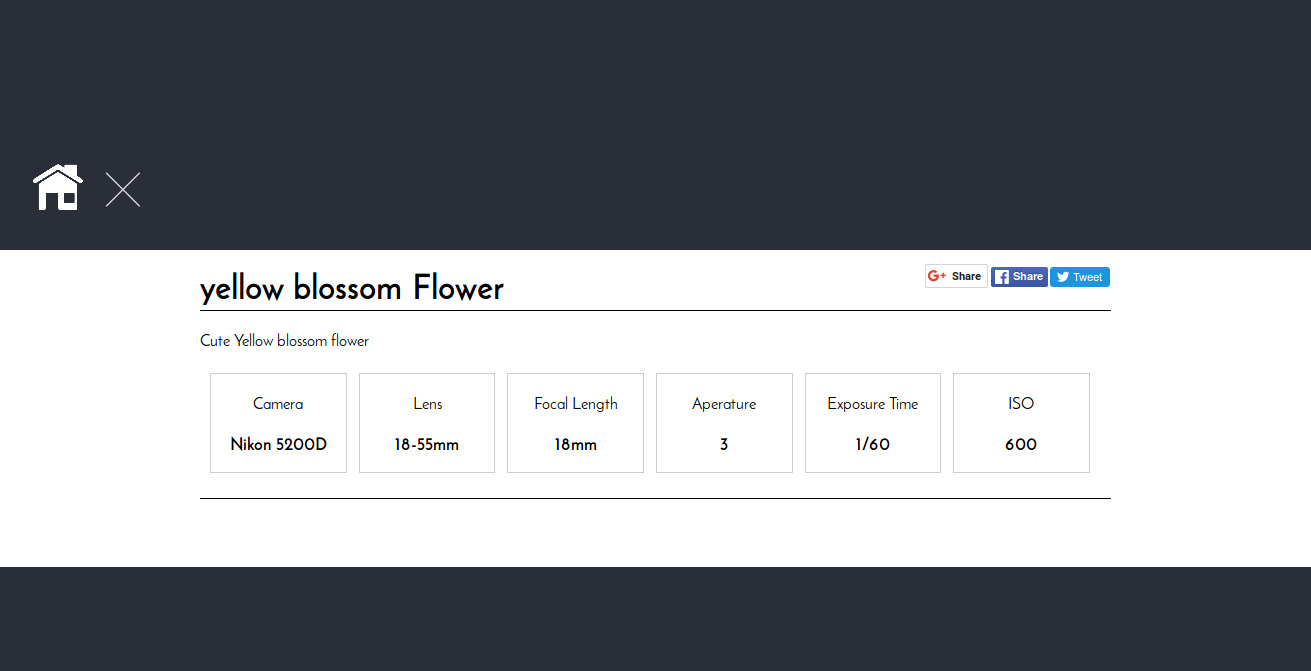 yellow blossom Flower
G+ Share
Share
Tweet
Cute Yellow blossom flower
Camera
Nikon 5200D
Lens
18-55mm
Focal Length
18mm
Aperature
3
Exposure Time
1/60
ISO
600